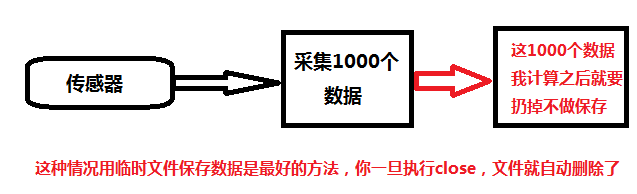 传感器
采集1000个
数据
这1000个数据
我计算之后就要
扔掉不做保存
这种情况用临时文件保存数据是最好的方法，你一旦执行close，文件就自动删除了